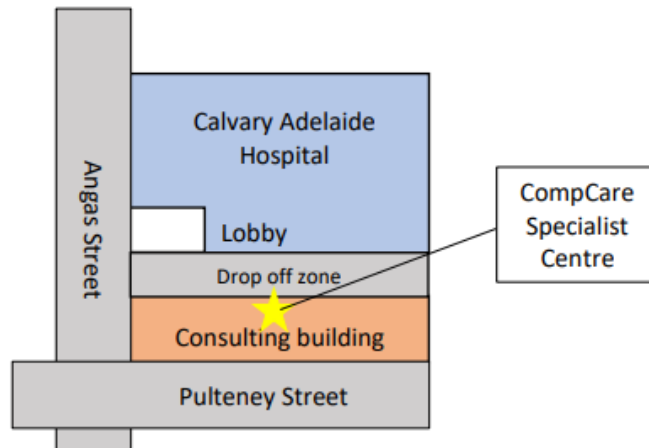 Calvary Adelaide
Hospital
Angas Street
CompCare
Specialist
Centre
Lobby
Drop off zone
Consulting building
Pulteney Street